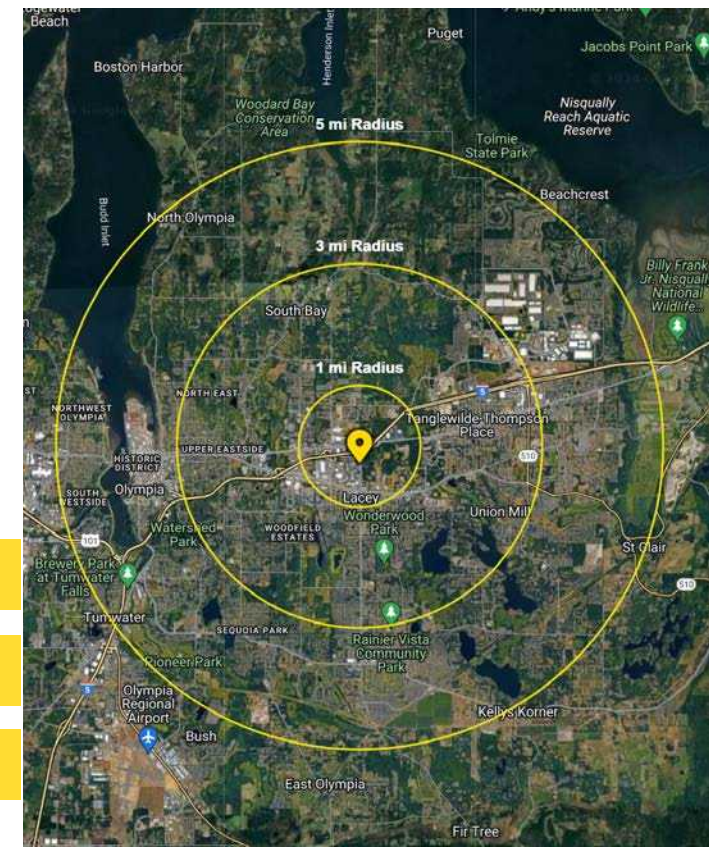 Beach
Puget
Jacobs Point Park
Boston Harbor
Henderson Inlet
Woodard Bay
Conservation
Area
Nisqually
Reach Aquatic
Reserve
5 mi Radius
Tolmie
State Park
Beachcrest
Budd Inlet
North Olympia
3 mi Radius
Billy Frank
Jr. Nisqually
National
Wildlife...
South Bay
1 mi Radius
5
NORTH EAST
NORTHWEST
OLYMPIA
Tanglewilde-Thompson
Place
UPPER EASTSIDE
HISTORIC
DISTRICT
510
Olympia
SOUTH
WESTSIDE
Lacey
Wonderwood
Park
Union Mill
Watershed
Park
WOODFIELD
ESTATES
101
St Clair
Brewery Park
at Tumwater
Falls
510
Tumwater
SEQUOIA PARK
Rainier Vista
Community
Park
Pioneer Park
5
Olympia
Regional
Airport
Kellys Korner
Bush
East Olympia
Fir Tree